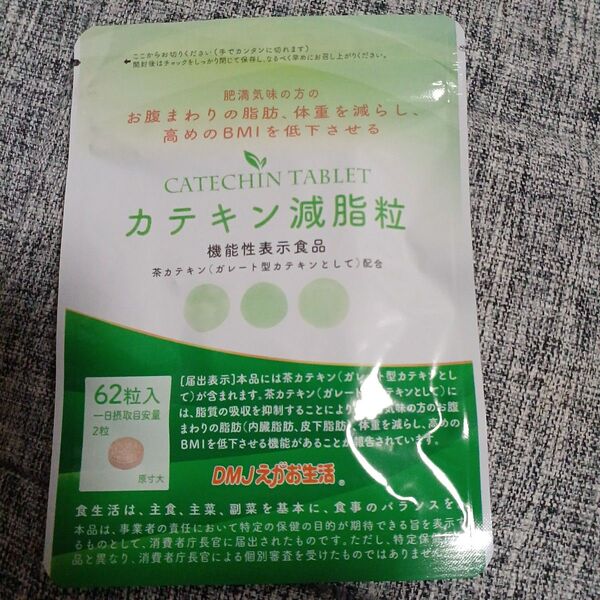 ここからお切りください(手でカンタンに切れます)
開封後はチャックをしっかり閉じて保存し、なるべく早めにお召し上がりください。
肥満気味の方の
お腹まわりの脂肪、体重を減らし、
高めのBMIを低下させる
CATECHIN TABLET
カテキン減脂粒
機能性表示食品
茶カテキン(ガレート型カテキンとして)配合
62粒入
一日摂取目安量
2粒
原寸大
[届出表示]本品には茶カテキン(ガレート型カテキンとし
て)が含まれます。茶カテキン(ガレートカテキンとして)に
は、脂質の吸収を抑制することにより気味の方のお腹
まわりの脂肪(内臓脂肪、皮下脂肪)体重を減らし、高めの
BMIを低下させる機能があることが報告されています。
DMJえがお生活®
食生活は、主食、主菜、副菜を基本に、食事のバランスを
本品は、事業者の責任において特定の保健の目的が期待できる旨を表示す
るものとして、消費者庁長官に届出されたものです。ただし、特定保健
品と異なり、消費者庁長官による個別審査を受けたものではありません